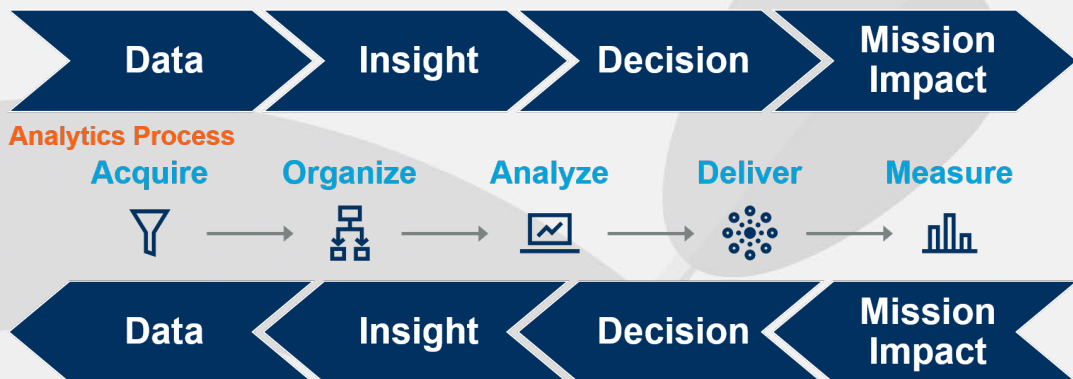 Data
Insight
Decision
Mission
Impact
Analytics Process
Acquire
Organize
Analyze
Deliver
Measure
Data
Insight
Decision
Mission
Impact